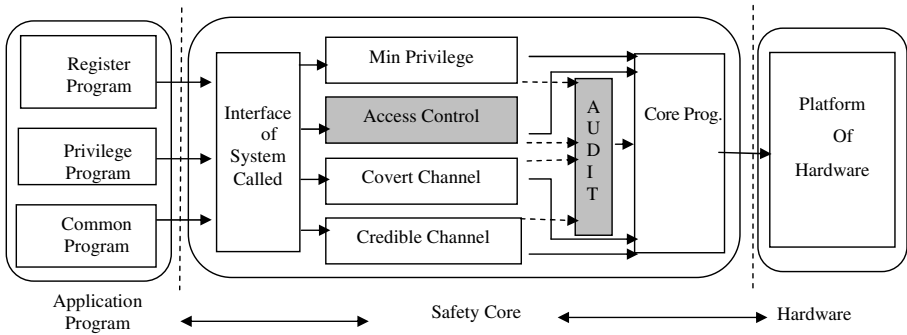 Register
Program
Privilege
Program
Common
Program
Interface
of
System
Called
Min Privilege
Access Control
Covert Channel
Credible Channel
A
U
D
I
T
Core Prog.
Platform
Of
Hardware
Application
Program
Safety Core
Hardware